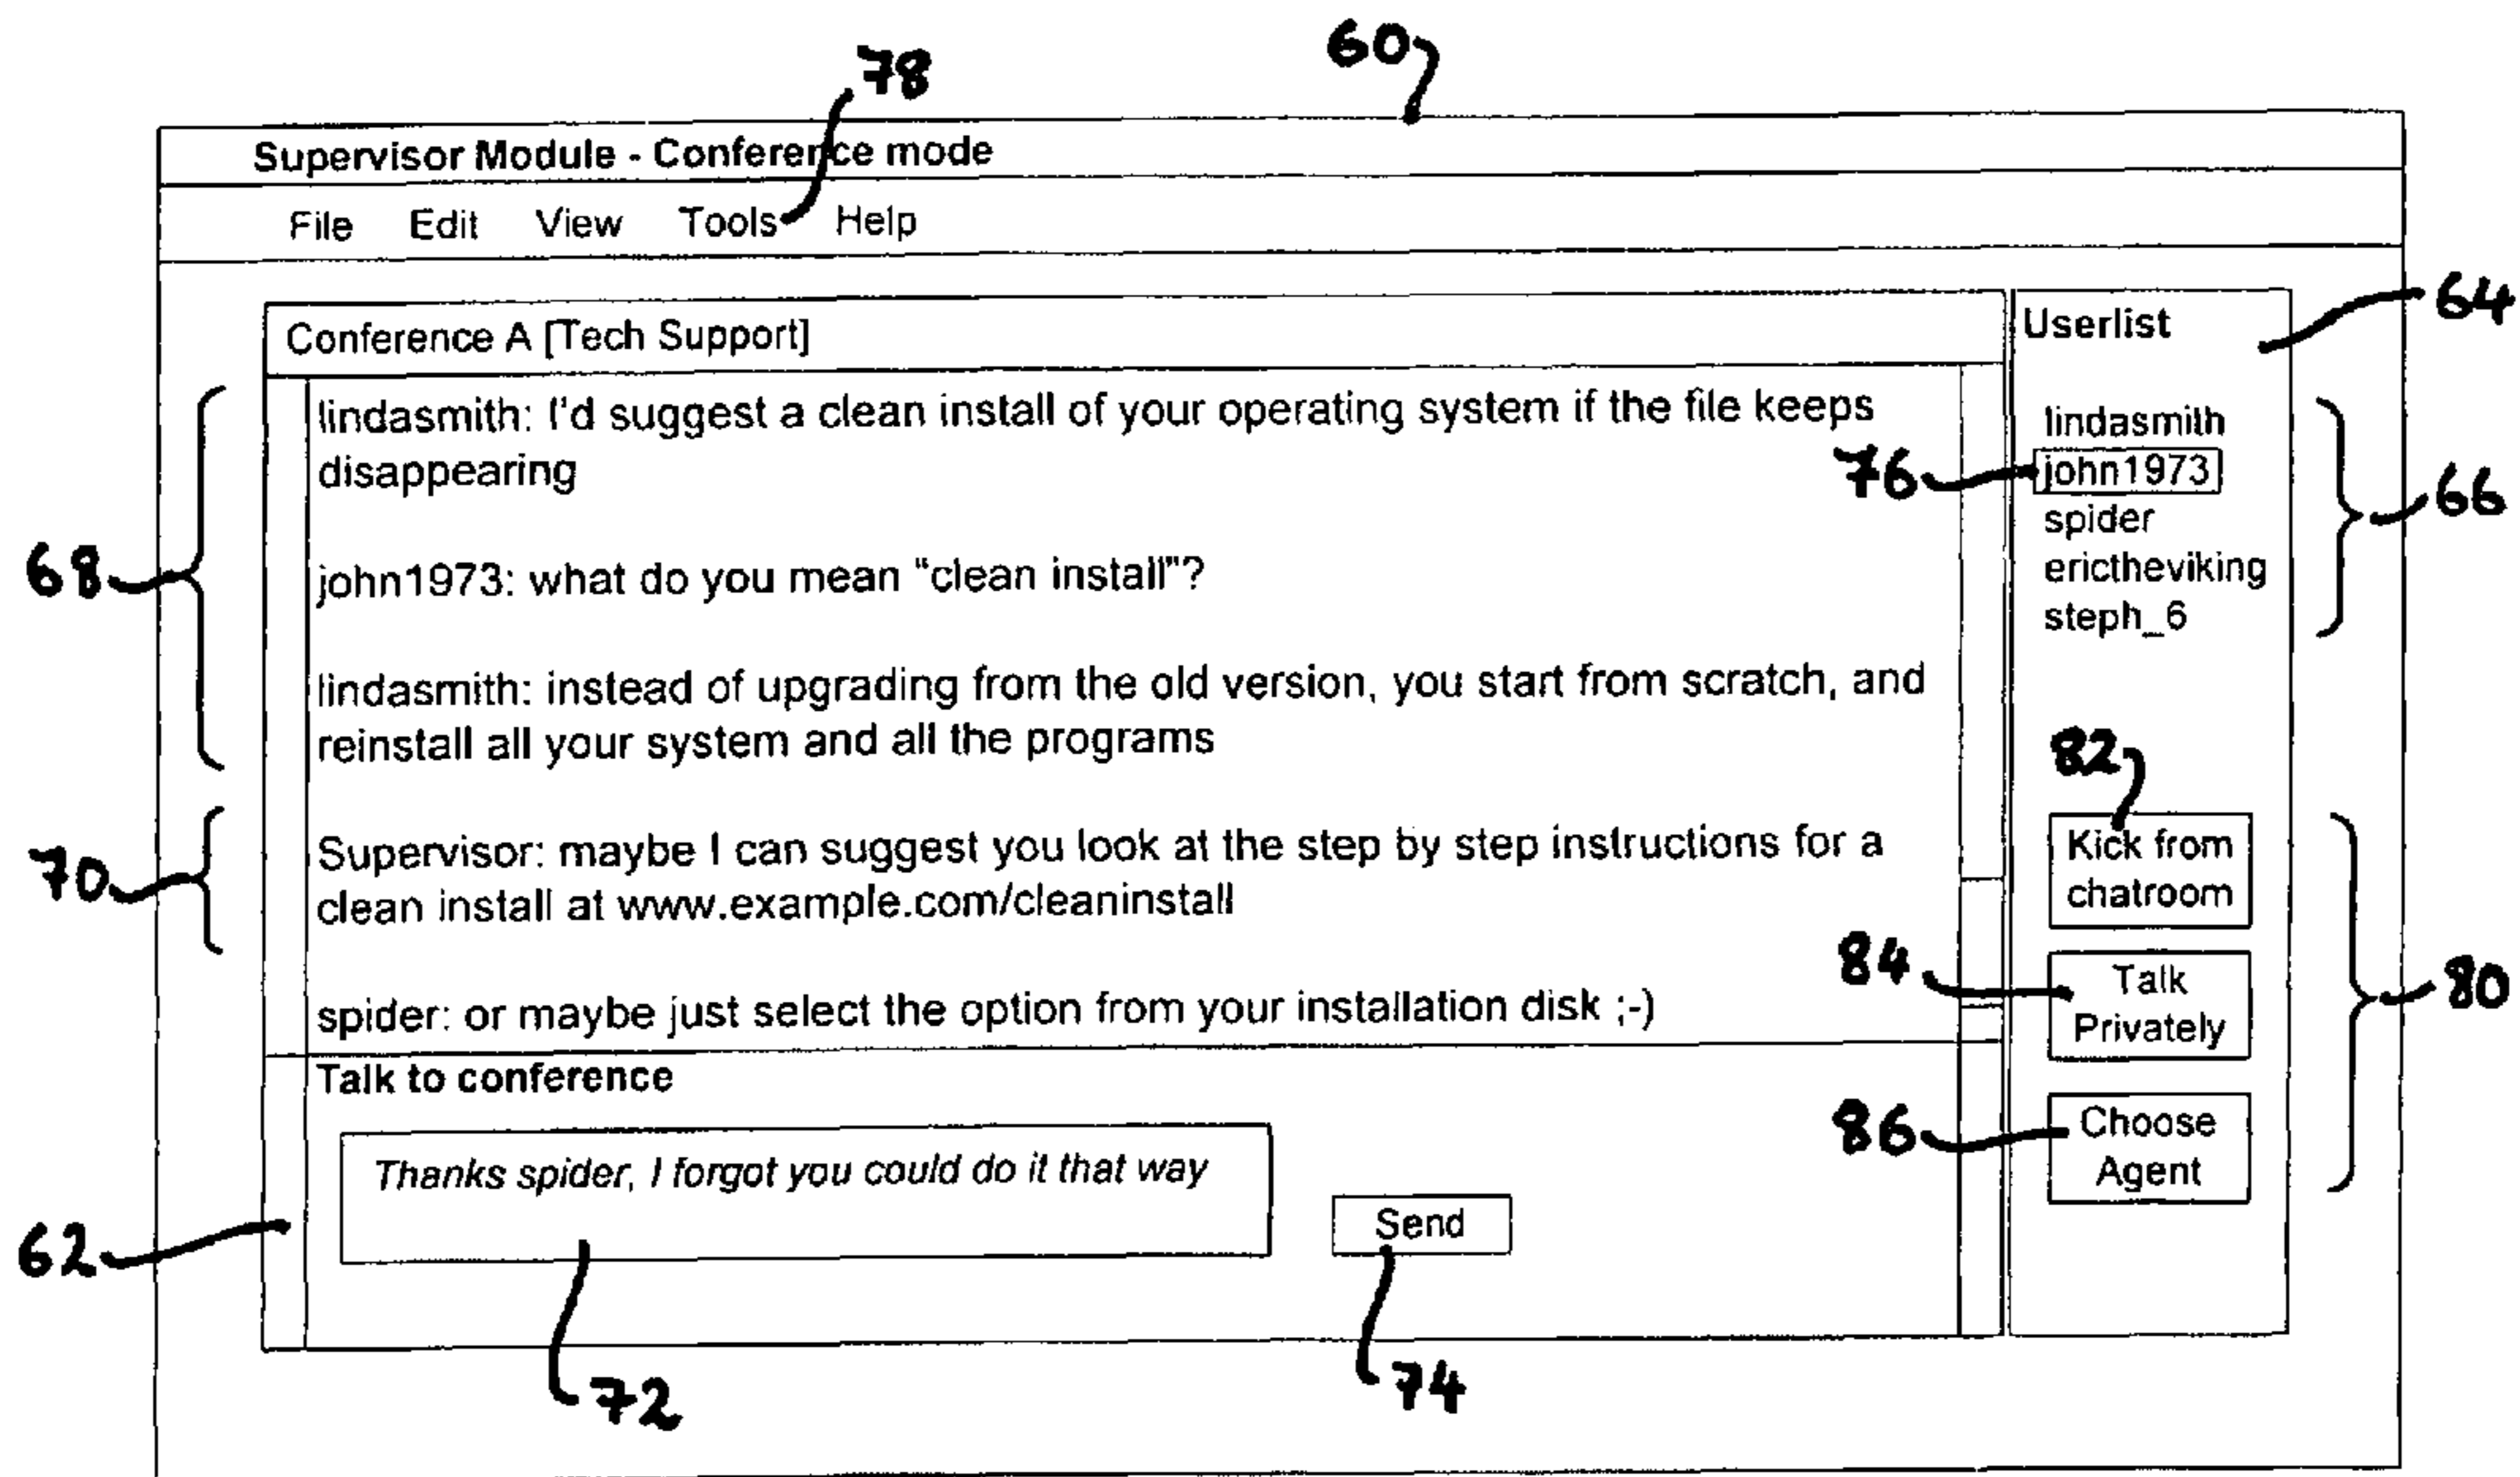 60
78
Supervisor Module - Conference mode
File Edit View Tools Help
64
Conference A [Tech Support]
Userlist
lindasmith: I'd suggest a clean install of your operating system if the file keeps
disappearing
john1973: what do you mean "clean install"?
lindasmith: instead of upgrading from the old version, you start from scratch, and
reinstall all your system and all the programs
Supervisor: maybe I can suggest you look at the step by step instructions for a
clean install at www.example.com/cleaninstall
spider: or maybe just select the option from your installation disk ;-)
68
70
lindasmith
john1973
spider
erictheviking
steph_6
76
66
82
Kick from
chatroom
84
Talk
Privately
80
86
Choose
Agent
Talk to conference
Thanks spider, I forgot you could do it that way
Send
62
72
74